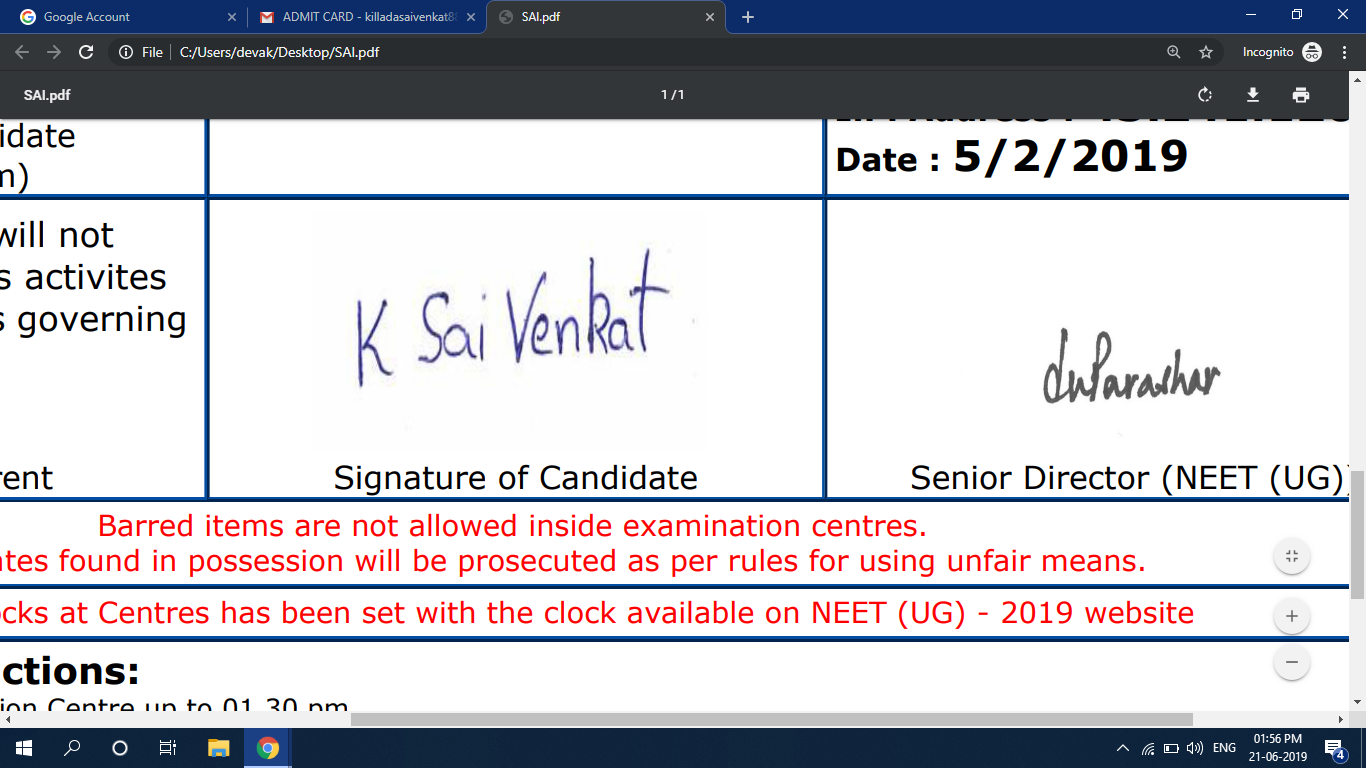 Google Account
ADMIT CARD - killadasaivenkat8
SAI.pdf
File C:/Users/devak/Desktop/SAI.pdf
Incognito
SAI.pdf
1 / 1
idate
Date : 5/2/2019
m)
will not
s activites
s governing
K Sai Venkat
duParashar
rent
Signature of Candidate
Senior Director (NEET (UG))
Barred items are not allowed inside examination centres.
ates found in possession will be prosecuted as per rules for using unfair means.
ocks at Centres has been set with the clock available on NEET (UG) - 2019 website
ctions:
ion Centre up to 01.30 pm
ENG
01:56 PM
21-06-2019
4